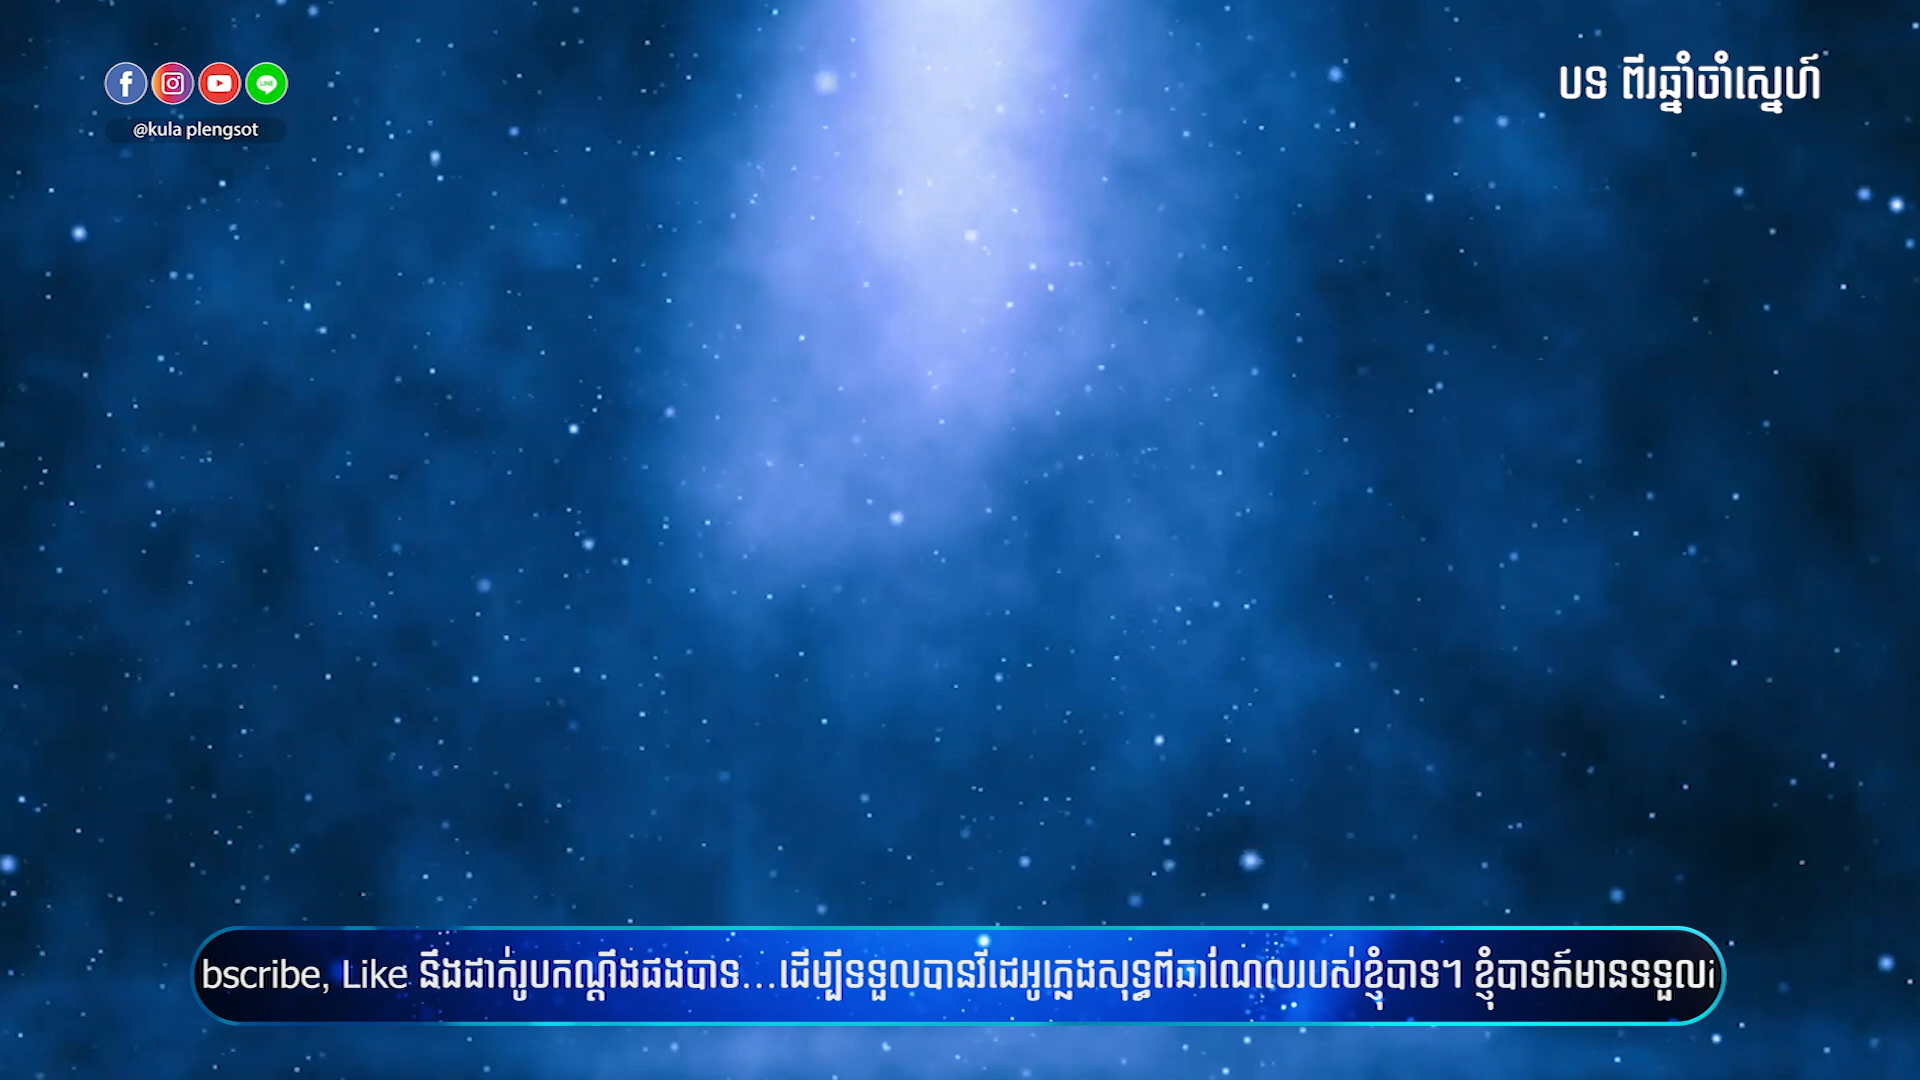 @kula plengsot
បទ ពីរឆ្នាំចាំស្នេហ៍
bscribe, Like នឹងដាក់រូបកណ្ដឹងផងបាទ...ដើម្បីទទួលបានវីដេអូភ្លេងសុទ្ធពីឆាណែលរបស់ខ្ញុំបាទ។ ខ្ញុំបាទក៍មានទទួល